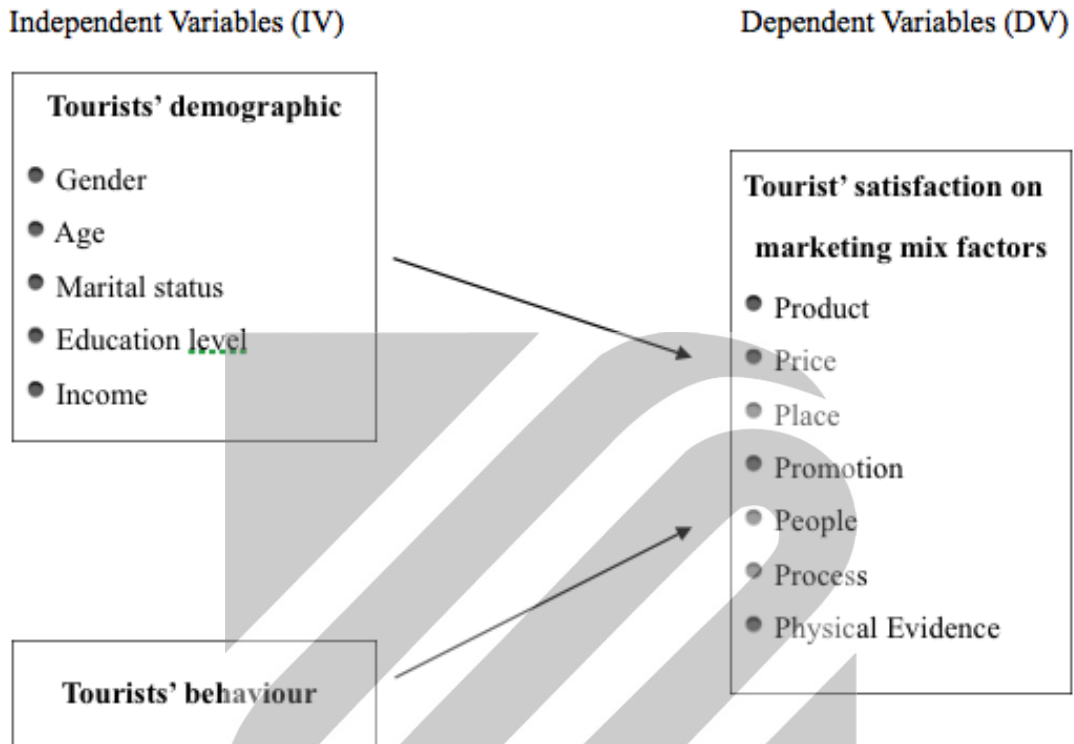 Independent Variables (IV)
Dependent Variables (DV)
Tourists’ demographic
Gender
Age
Marital status
Education level
Income
Tourists’ behaviour
Tourist’ satisfaction on
marketing mix factors
Product
Price
Place
Promotion
People
Process
Physical Evidence